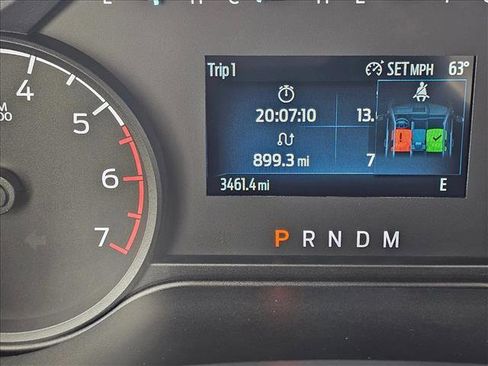 E H C H
Trip 1 SET MPH 63°
4
5
20:07:10 13.
6
899.3 mi 7
3461.4 mi E
7
P R N D M